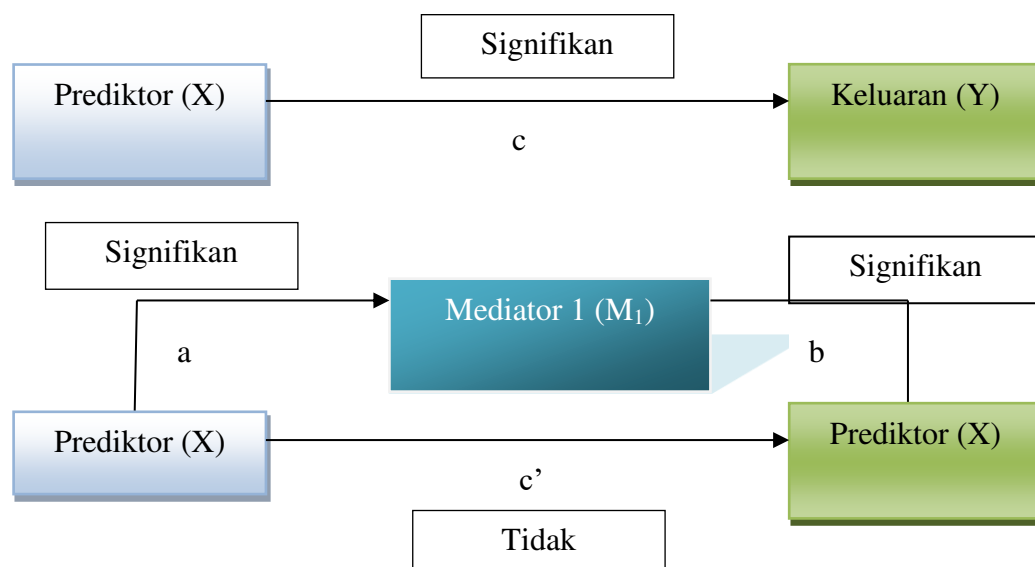 Signifikan
Prediktor (X)
Keluaran (Y)
c
Signifikan
Signifikan
Mediator 1 (M₁)
a
b
Prediktor (X)
Prediktor (X)
c’
Tidak